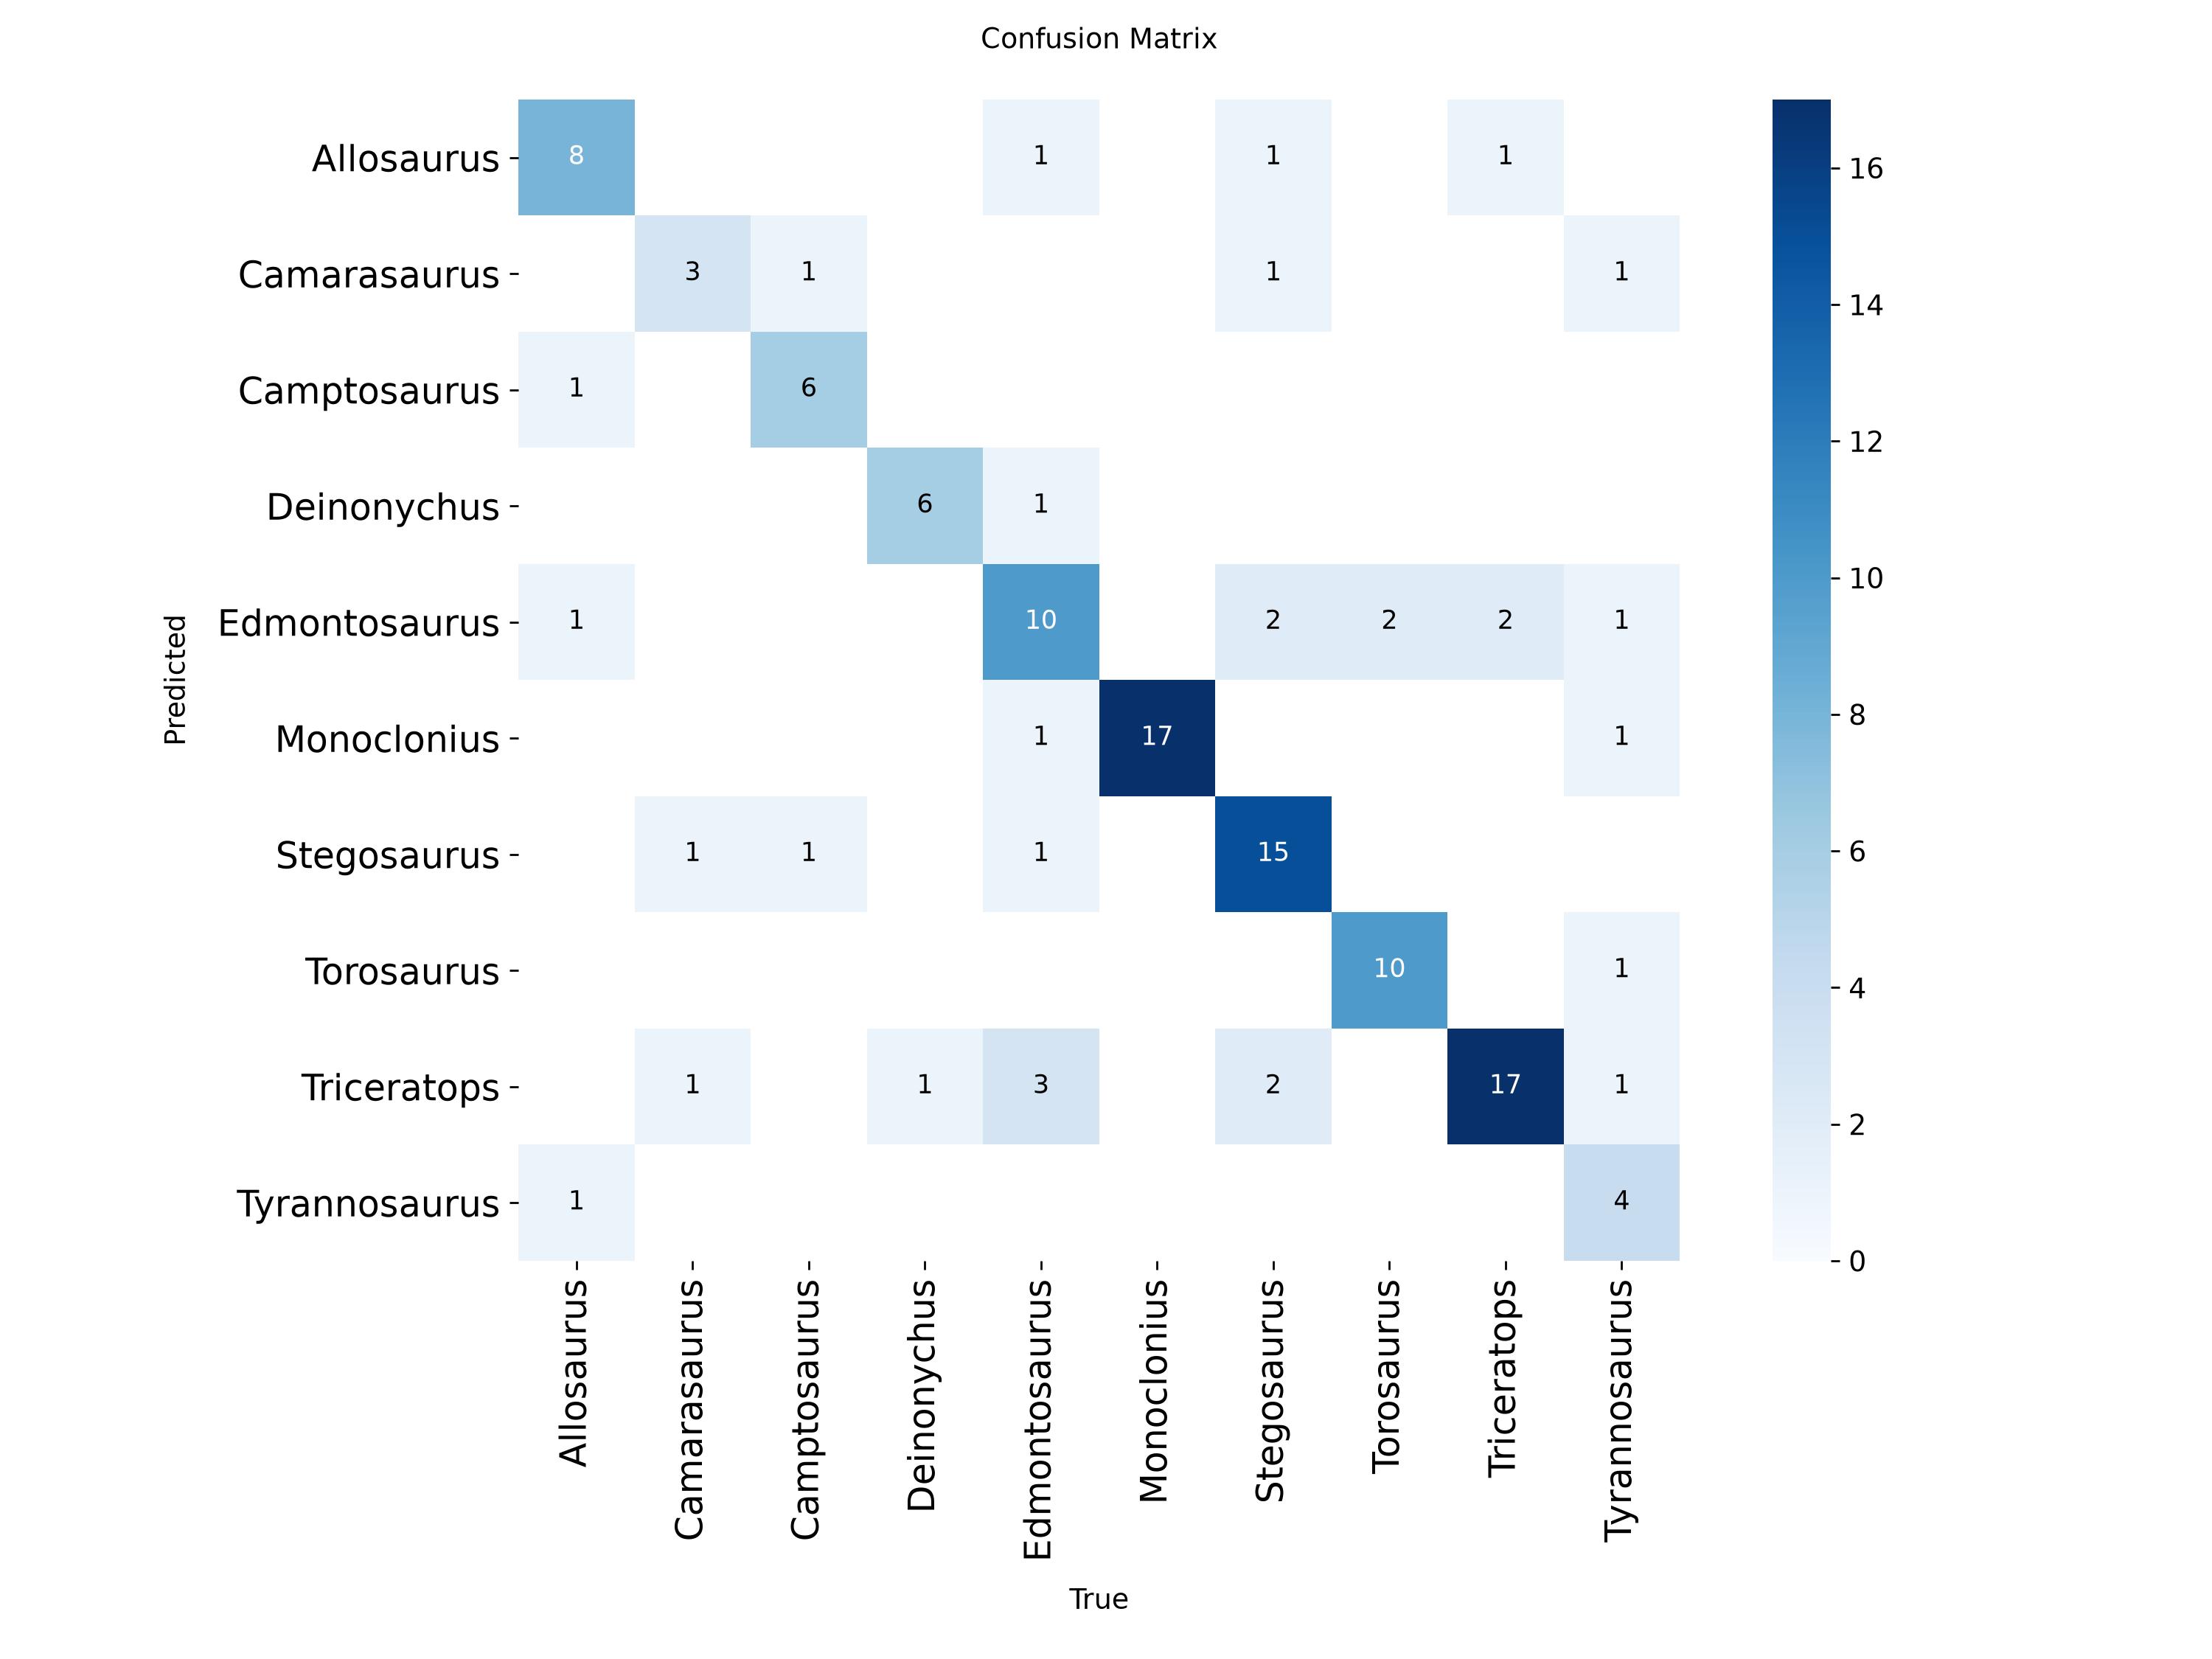 Confusion Matrix
Allosaurus 8 1 1 1
Camarasaurus 3 1 1 1
Camptosaurus 1 6
Deinonychus 6 1
Edmontosaurus 1 10 2 2 2 1
Monoclonius 1 17 1
Stegosaurus 1 1 1 15
Torosaurus 10 1
Triceratops 1 1 3 2 17 1
Tyrannosaurus 1 4
Predicted
Allosaurus
Camarasaurus
Camptosaurus
Deinonychus
Edmontosaurus
Monoclonius
Stegosaurus
Torosaurus
Triceratops
Tyrannosaurus
True
16
14
12
10
8
6
4
2
0